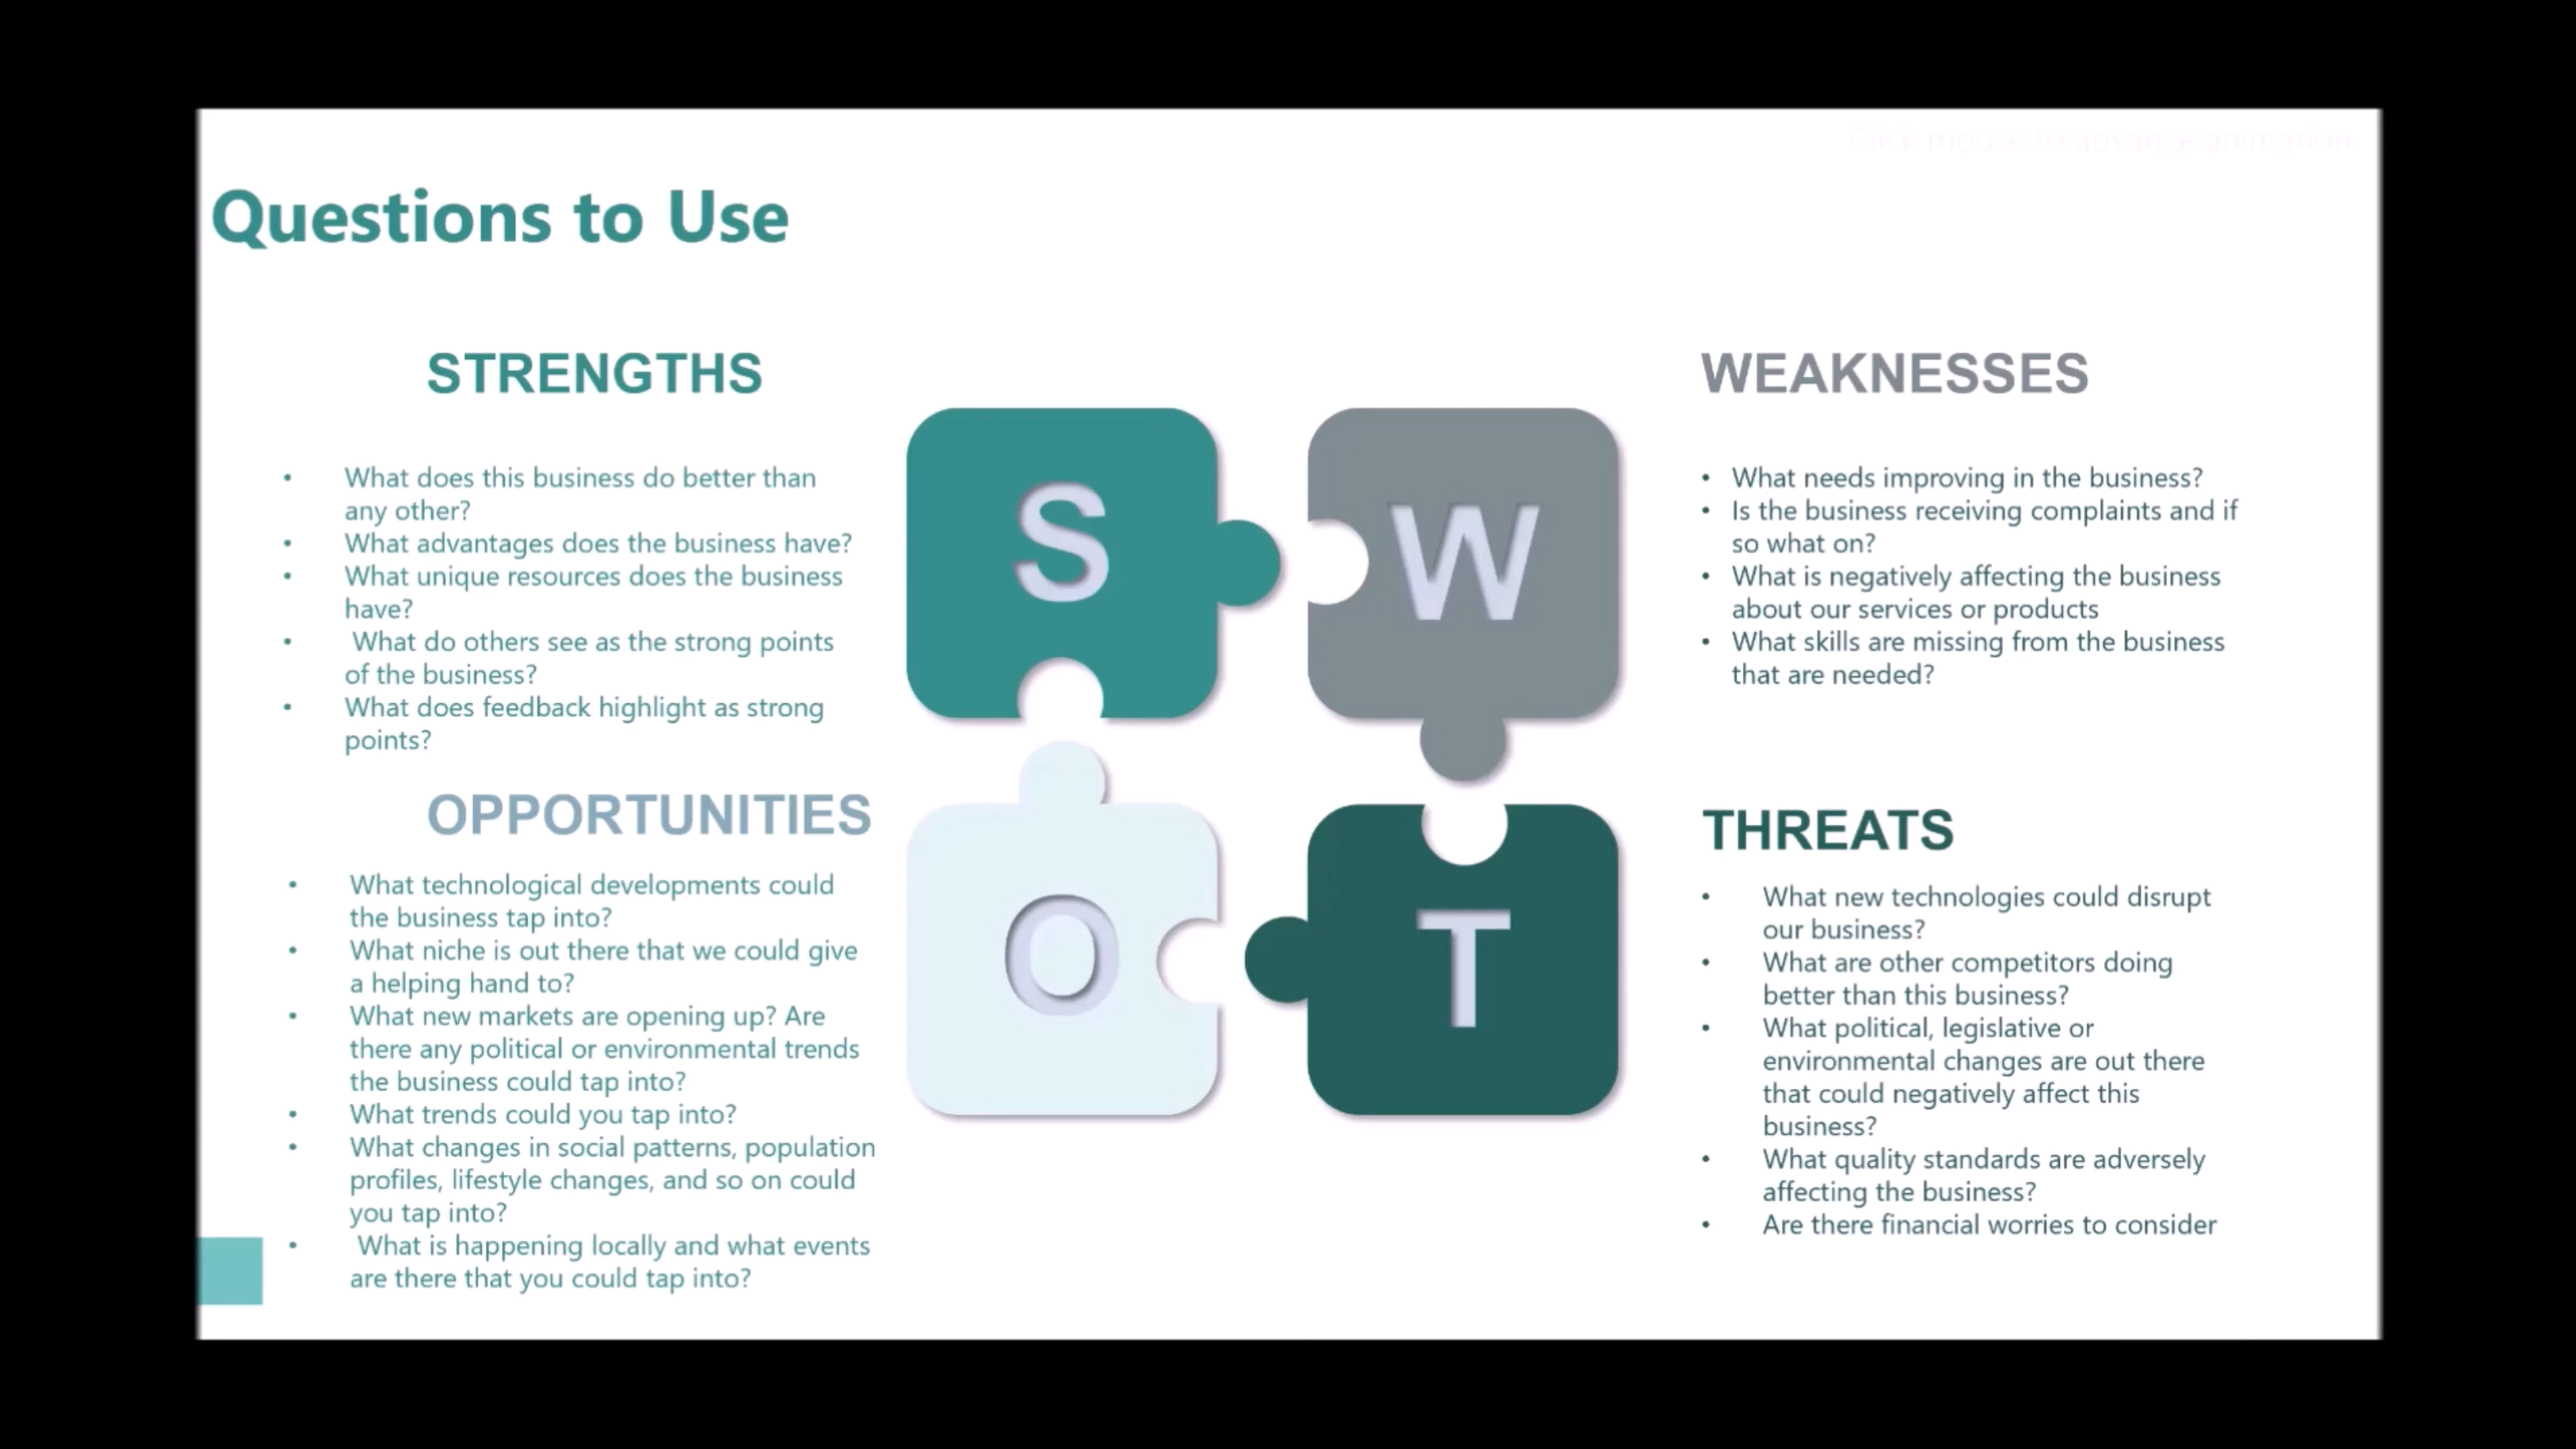 Click mouse to advance animation
Questions to Use
STRENGTHS
• What does this business do better than
any other?
• What advantages does the business have?
• What unique resources does the business
have?
• What do others see as the strong points
of the business?
• What does feedback highlight as strong
points?
WEAKNESSES
• What needs improving in the business?
• Is the business receiving complaints and if
so what on?
• What is negatively affecting the business
about our services or products
• What skills are missing from the business
that are needed?
S
W
O
T
OPPORTUNITIES
• What technological developments could
the business tap into?
• What niche is out there that we could give
a helping hand to?
• What new markets are opening up? Are
there any political or environmental trends
the business could tap into?
• What trends could you tap into?
• What changes in social patterns, population
profiles, lifestyle changes, and so on could
you tap into?
• What is happening locally and what events
are there that you could tap into?
THREATS
• What new technologies could disrupt
our business?
• What are other competitors doing
better than this business?
• What political, legislative or
environmental changes are out there
that could negatively affect this
business?
• What quality standards are adversely
affecting the business?
• Are there financial worries to consider